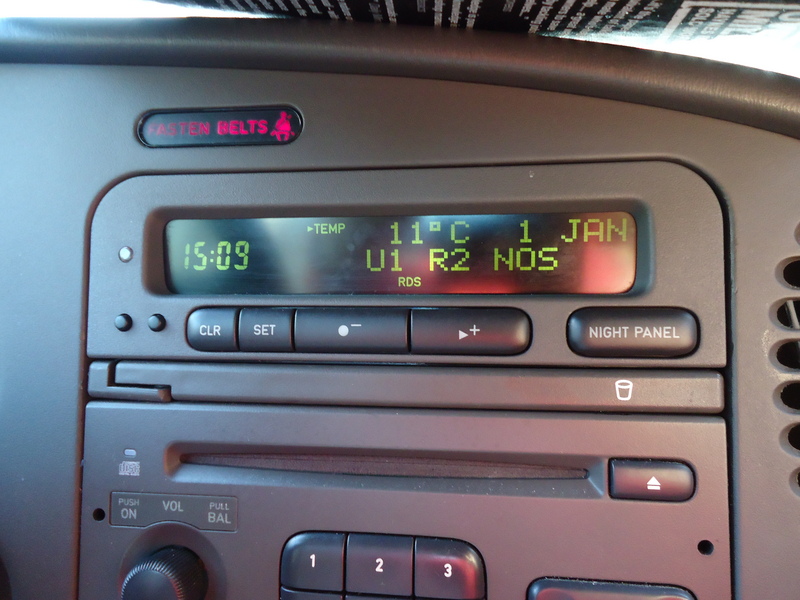 FASTEN BELTS
▸TEMP 11°C 1 JAN
15:09 U1 R2 NOS
RDS
CLR SET ●− ▸+ NIGHT PANEL
PUSH ON VOL PULL BAL
1 2 3